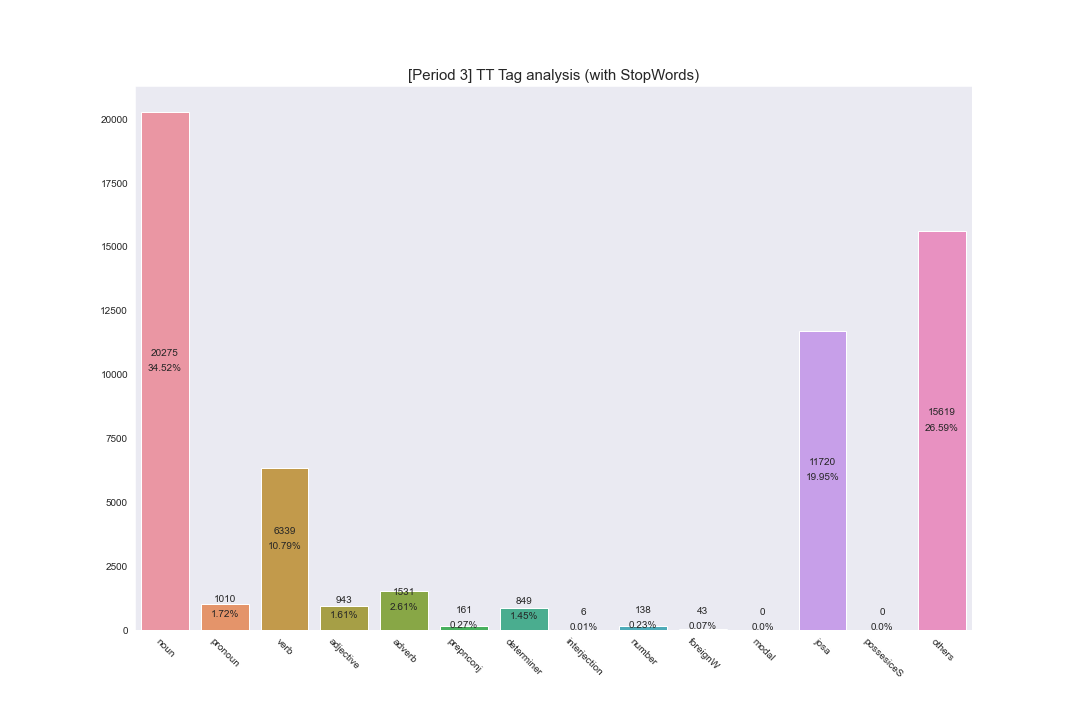 [Period 3] TT Tag analysis (with StopWords)
20000
17500
15000
12500
10000
7500
5000
2500
0
20275
34.52%
1010
1.72%
6339
10.79%
943
1.61%
1531
2.61%
161
0.27%
849
1.45%
6
0.01%
138
0.23%
43
0.07%
0
0.0%
11720
19.95%
0
0.0%
15619
26.59%
noun
pronoun
verb
adjective
adverb
prepnconj
determiner
interjection
number
foreignW
modal
josa
possesiceS
others